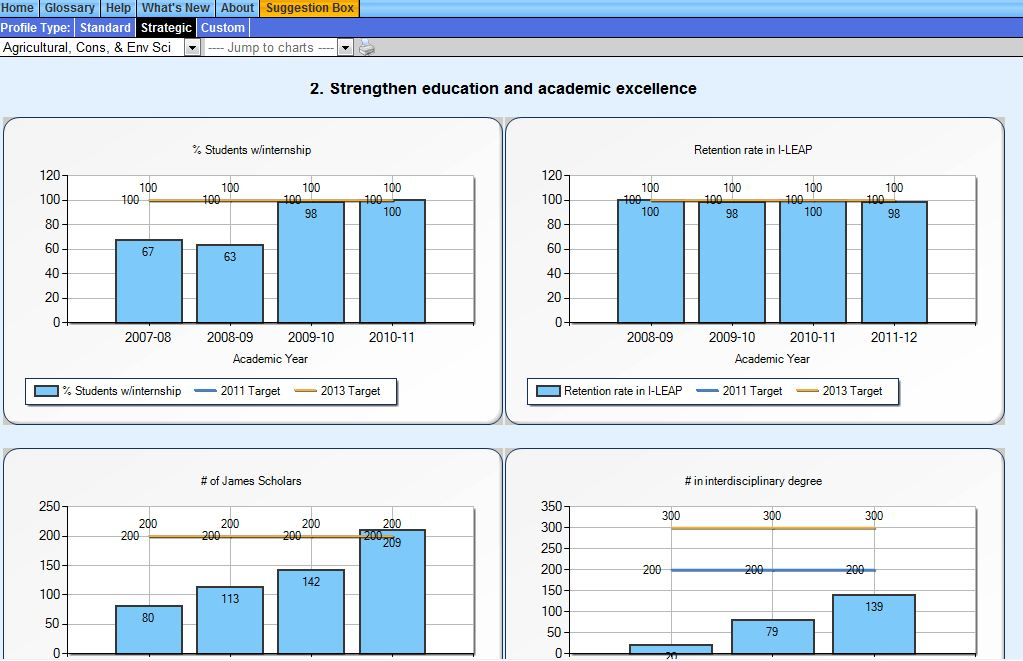 Home Glossary Help What's New About Suggestion Box
Profile Type: Standard Strategic Custom
Agricultural, Cons, & Env Sci ---- Jump to charts ----
2. Strengthen education and academic excellence
% Students w/internship
120
100
80
60
40
20
0
100 100 100 100
100 100 100 100
67 63 98 100
2007-08 2008-09 2009-10 2010-11
Academic Year
% Students w/internship 2011 Target 2013 Target
Retention rate in I-LEAP
120
100
80
60
40
20
0
100 100 100 100
100 100 100 100
100 98 100 98
2008-09 2009-10 2010-11 2011-12
Academic Year
Retention rate in I-LEAP 2011 Target 2013 Target
# of James Scholars
250
200
150
100
50
0
200 200 200 200
200 200 200 200
80 113 142 209
# in interdisciplinary degree
350
300
250
200
150
100
50
0
300 300 300
200 200 200
20 79 139